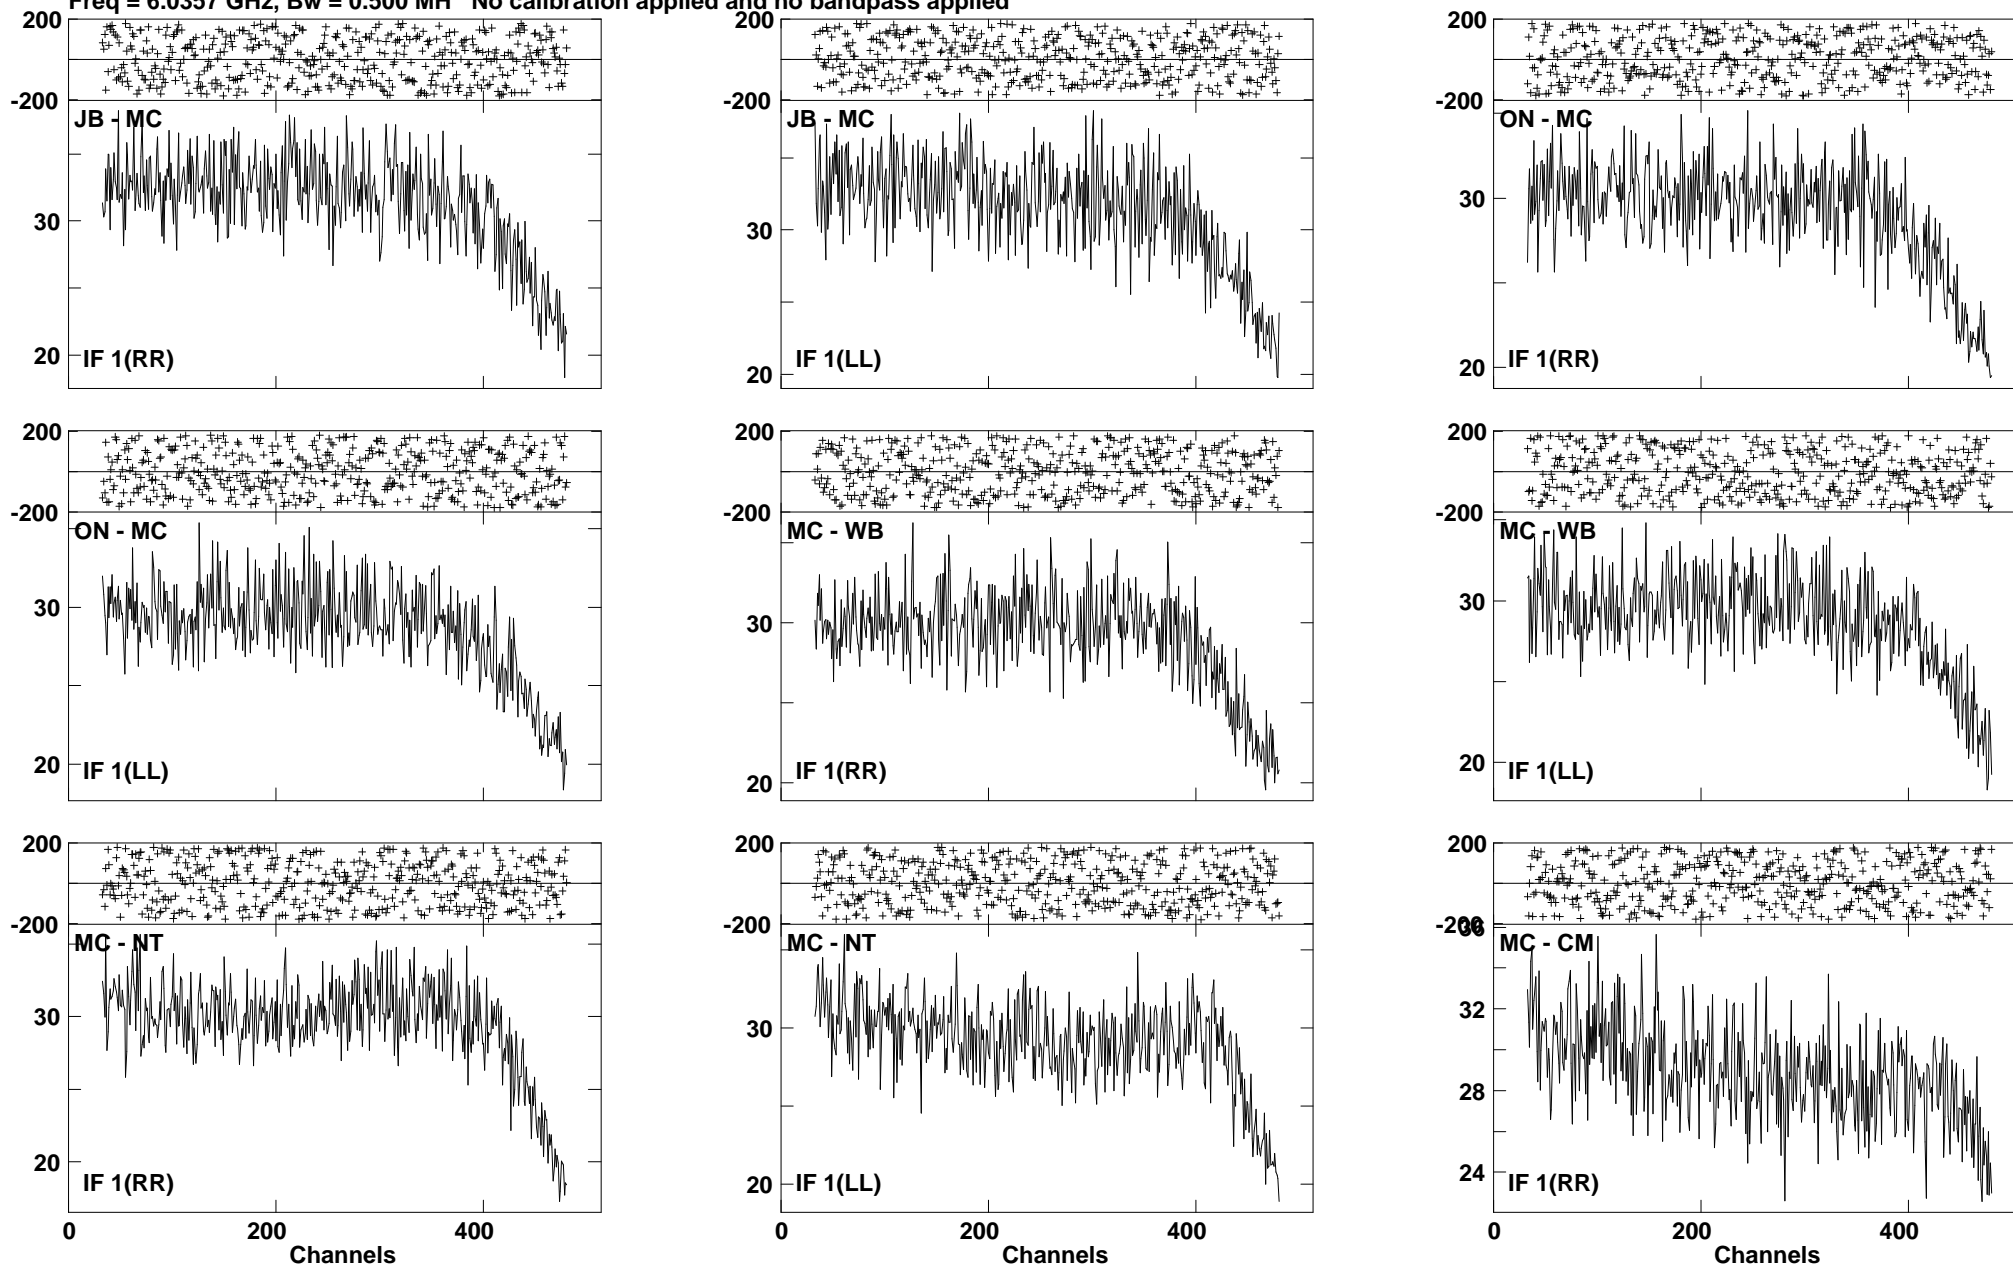 Freq = 6.0357 GHz, Bw = 0.500 MH No calibration applied and no bandpass applied
200
-200
JB - MC
30
20
IF 1(RR)
JB - MC
30
20
IF 1(LL)
200
-200
ON - MC
30
20
IF 1(RR)
200
-200
ON - MC
30
20
IF 1(LL)
200
-200
MC - WB
30
20
IF 1(RR)
200
-200
MC - WB
30
20
IF 1(LL)
200
-200
MC - NT
30
20
IF 1(RR)
0 200 400
Channels
200
-200
MC - NT
30
20
IF 1(LL)
0 200 400
Channels
200
-200
36
MC - CM
32
28
24
IF 1(RR)
0 200 400
Channels